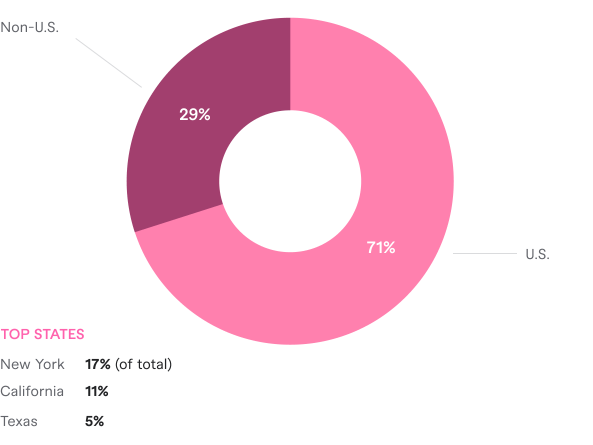 Non-U.S.
29%
71%
U.S.
TOP STATES
New York 17% (of total)
California 11%
Texas 5%